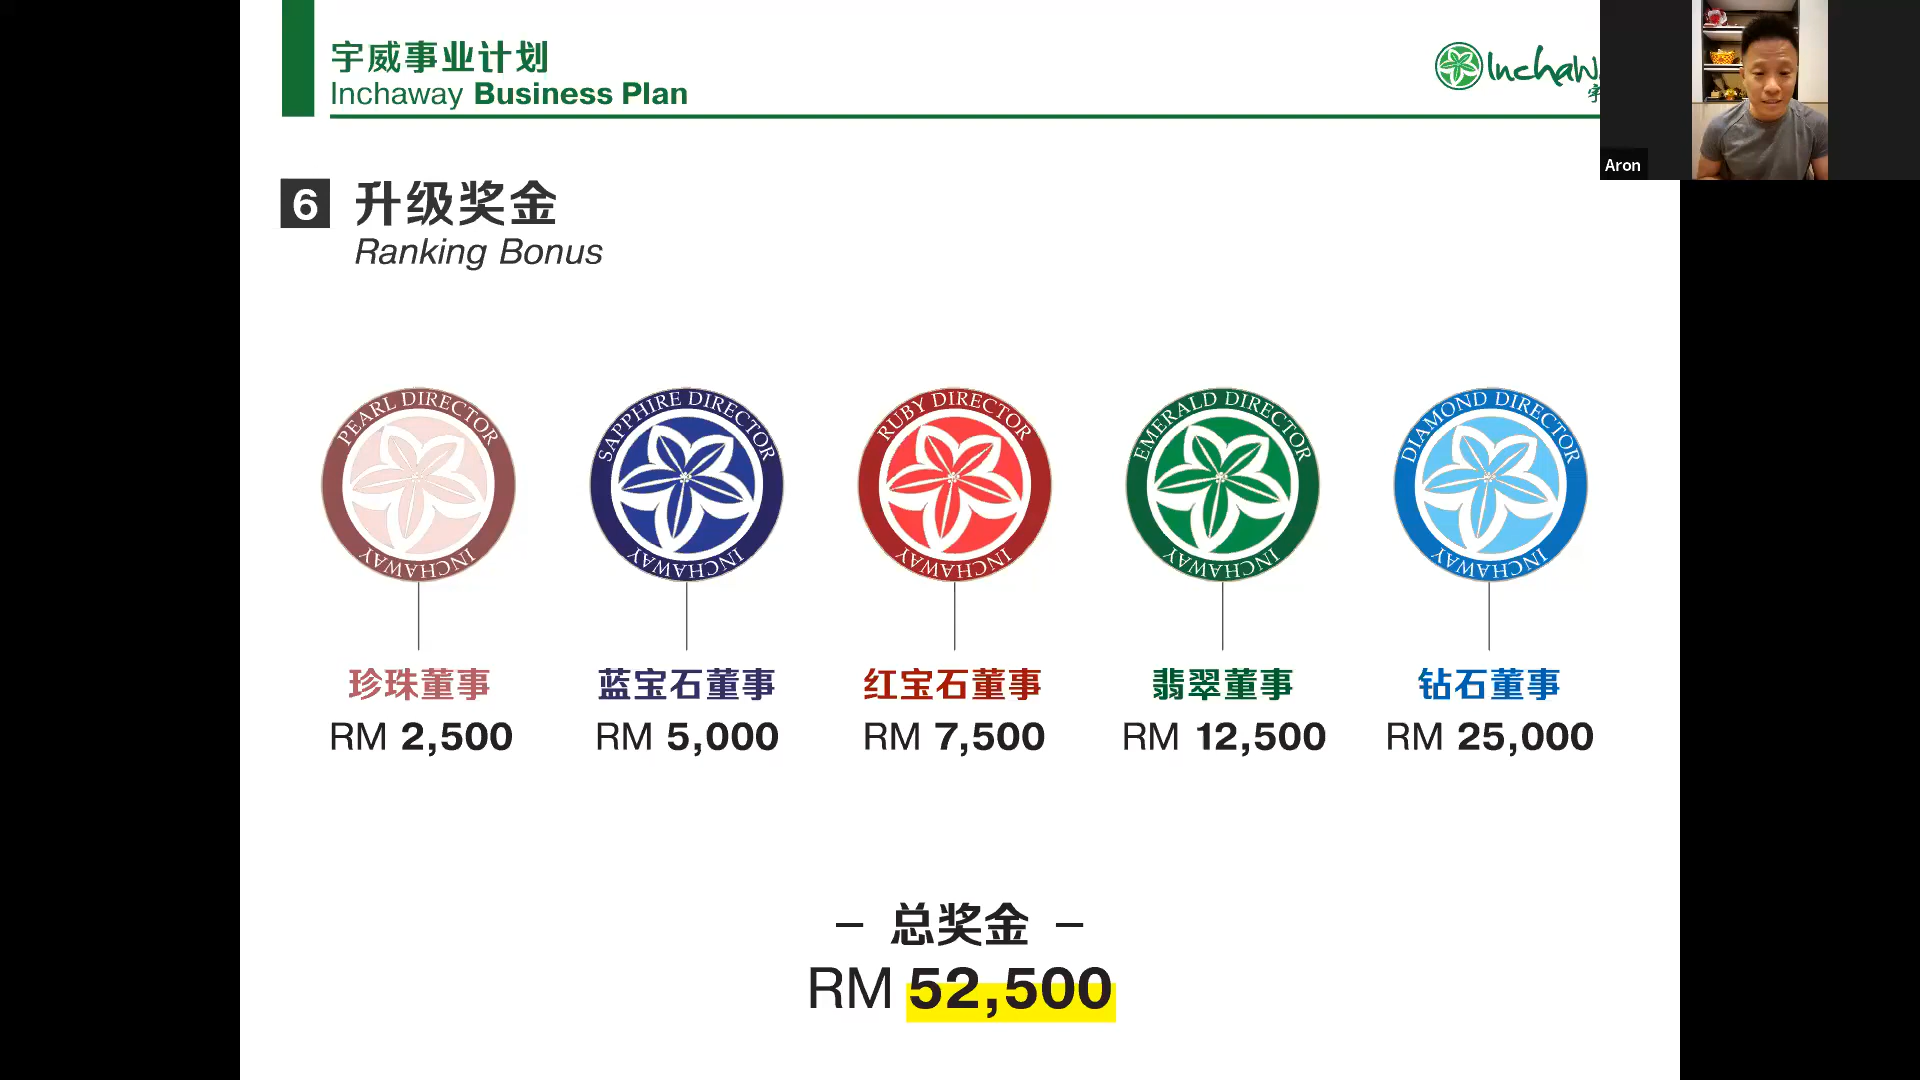 宇威事业计划
Inchaway Business Plan
Inchaw
Aron
6 升级奖金
Ranking Bonus
PEARL DIRECTOR
INCHAWAY
SAPPHIRE DIRECTOR
INCHAWAY
RUBY DIRECTOR
INCHAWAY
EMERALD DIRECTOR
INCHAWAY
DIAMOND DIRECTOR
INCHAWAY
珍珠董事
RM 2,500
蓝宝石董事
RM 5,000
红宝石董事
RM 7,500
翡翠董事
RM 12,500
钻石董事
RM 25,000
– 总奖金 –
RM 52,500